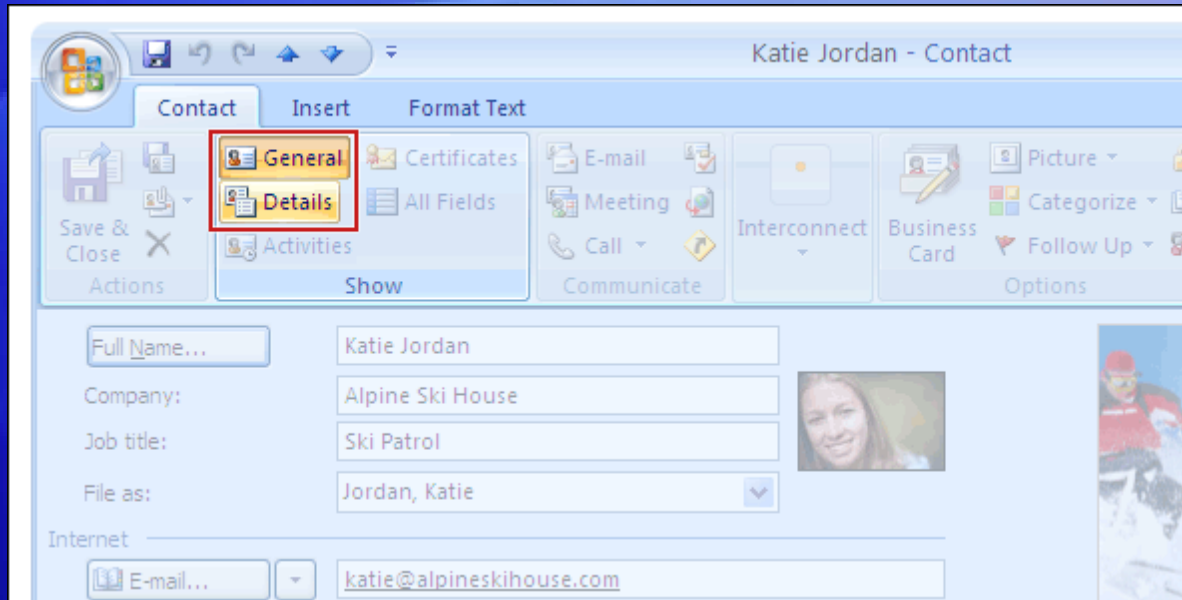 Katie Jordan - Contact
Contact Insert Format Text
General Certificates E-mail Picture
Details All Fields Meeting Categorize
Save & Close Activities Call Interconnect Business Card Follow Up
Actions Show Communicate Options
Full Name... Katie Jordan
Company: Alpine Ski House
Job title: Ski Patrol
File as: Jordan, Katie
Internet
E-mail... katie@alpineskihouse.com